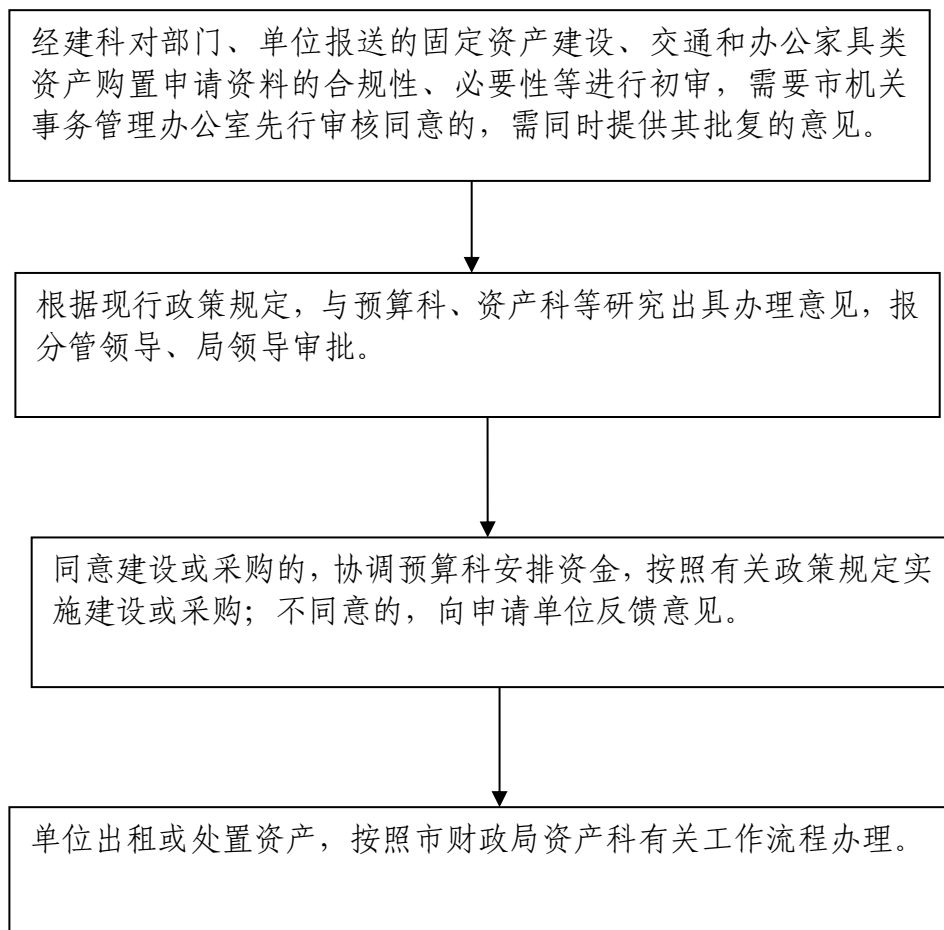 经建科对部门、单位报送的固定资产建设、交通和办公家具类
资产购置申请资料的合规性、必要性等进行初审，需要市机关
事务管理办公室先行审核同意的，需同时提供其批复的意见。
根据现行政策规定，与预算科、资产科等研究出具办理意见，报
分管领导、局领导审批。
同意建设或采购的，协调预算科安排资金，按照有关政策规定实
施建设或采购；不同意的，向申请单位反馈意见。
单位出租或处置资产，按照市财政局资产科有关工作流程办理。